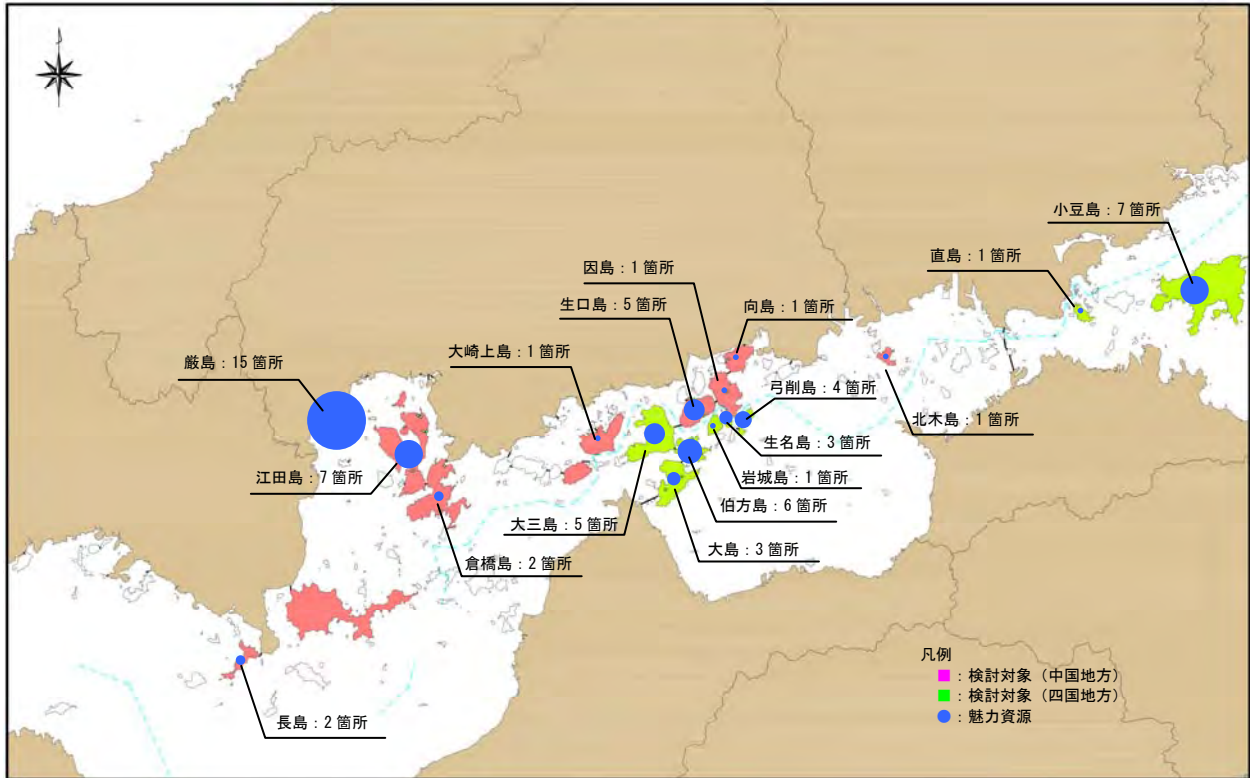 小豆島：7 箇所
直島：1 箇所
因島：1 箇所
生口島：5 箇所
向島：1 箇所
大崎上島：1 箇所
厳島：15 箇所
弓削島：4 箇所
北木島：1 箇所
生名島：3 箇所
江田島：7 箇所
岩城島：1 箇所
伯方島：6 箇所
大三島：5 箇所
大島：3 箇所
倉橋島：2 箇所
長島：2 箇所
凡例
：検討対象（中国地方）
：検討対象（四国地方）
：魅力資源